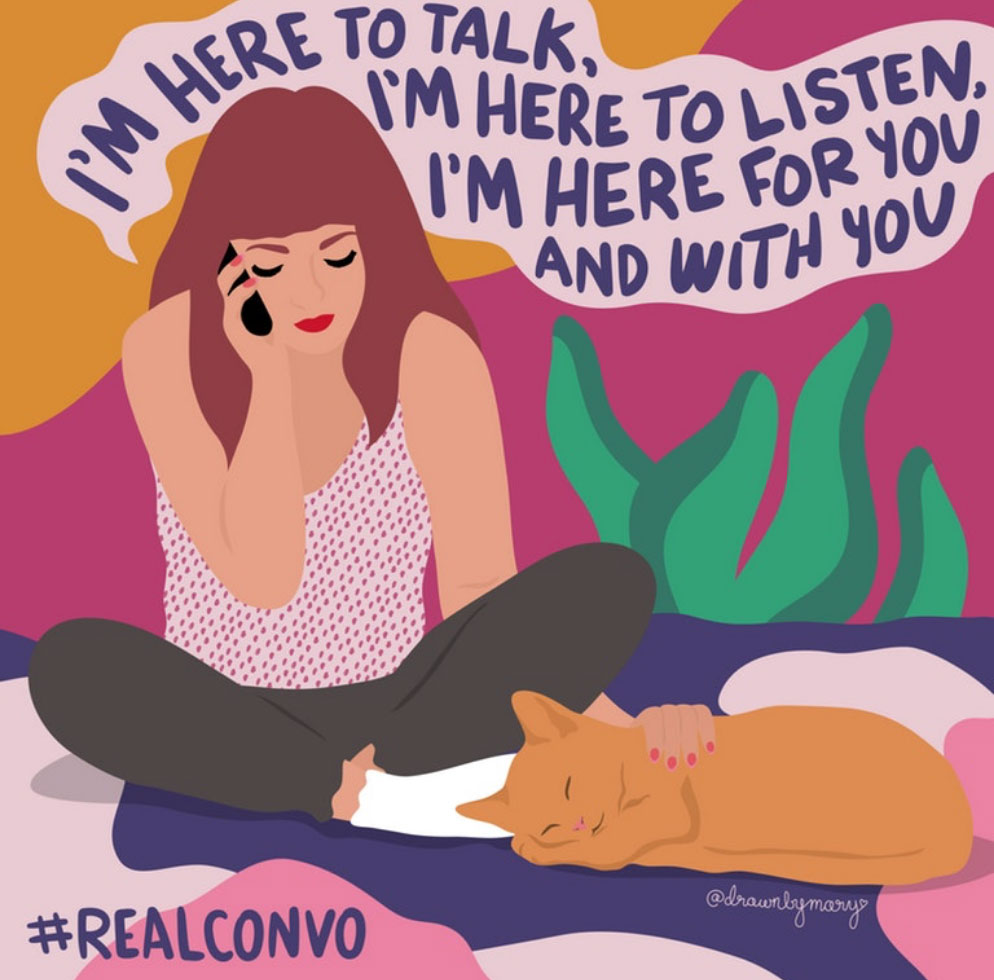 I'M HERE TO TALK,
I'M HERE TO LISTEN,
I'M HERE FOR YOU
AND WITH YOU
@drawnbymary
#REALCONVO